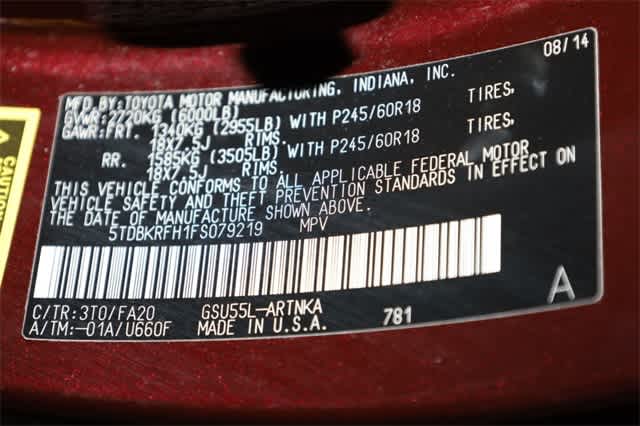 08/14
MFD BY:TOYOTA MOTOR MANUFACTURING, INDIANA, INC.
GVWR:2720KG (6000LB)
GAWR:FRT. 1340KG (2955LB) WITH P245/60R18 TIRES,
18X7.5J RIMS.
RR. 1585KG (3505LB) WITH P245/60R18 TIRES,
18X7.5J RIMS.
THIS VEHICLE CONFORMS TO ALL APPLICABLE FEDERAL MOTOR
VEHICLE SAFETY AND THEFT PREVENTION STANDARDS IN EFFECT ON
THE DATE OF MANUFACTURE SHOWN ABOVE.
5TDBKRFH1FS079219 MPV
C/TR:3T0/FA20 GSU55L-ARTNKA
A/TM:-01A/U660F MADE IN U.S.A. 781
A
CAUTION